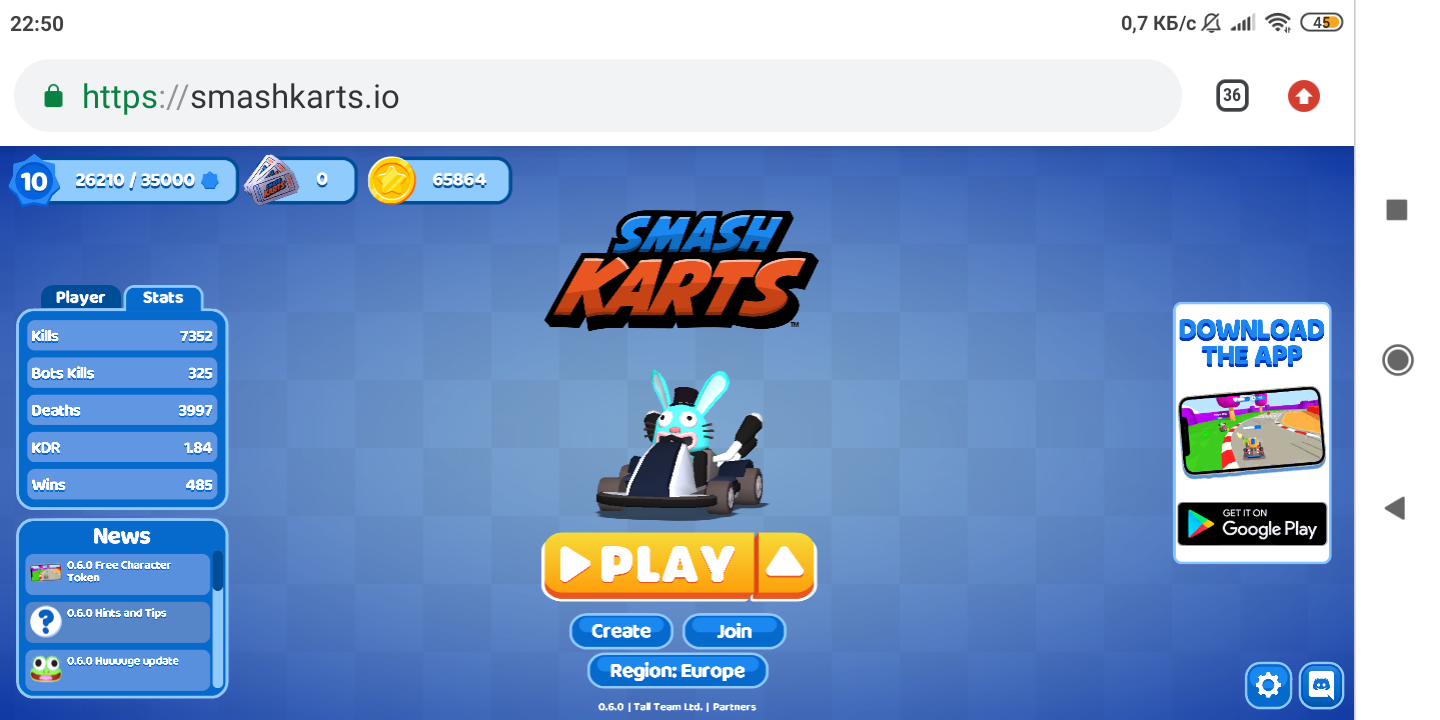 22:50
0,7 КБ/с
45
https://smashkarts.io
36
10
26210 / 35000
0
65864
SMASH
KARTS
TM
Player
Stats
Kills 7352
Bots Kills 325
Deaths 3997
KDR 1.84
Wins 485
News
0.6.0 Free Character
Token
0.6.0 Hints and Tips
0.6.0 Huuuuge update
DOWNLOAD
THE APP
GET IT ON
Google Play
PLAY
Create
Join
Region: Europe
0.6.0 | Tall Team Ltd. | Partners